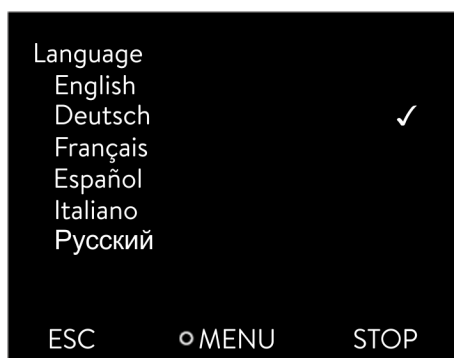 Language
English
Deutsch ✓
Français
Español
Italiano
Русский
ESC MENU STOP